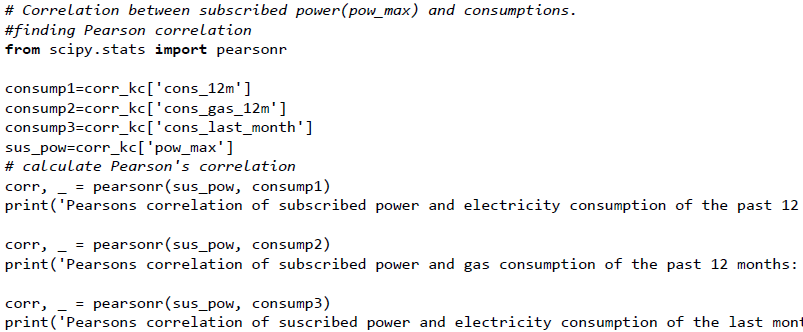 # Correlation between subscribed power(pow_max) and consumptions.
#finding Pearson correlation
from scipy.stats import pearsonr
consump1=corr_kc['cons_12m']
consump2=corr_kc['cons_gas_12m']
consump3=corr_kc['cons_last_month']
sus_pow=corr_kc['pow_max']
# calculate Pearson's correlation
corr, _ = pearsonr(sus_pow, consump1)
print('Pearsons correlation of subscribed power and electricity consumption of the past 12
corr, _ = pearsonr(sus_pow, consump2)
print('Pearsons correlation of subscribed power and gas consumption of the past 12 months:
corr, _ = pearsonr(sus_pow, consump3)
print('Pearsons correlation of suscribed power and electricity consumption of the last mont